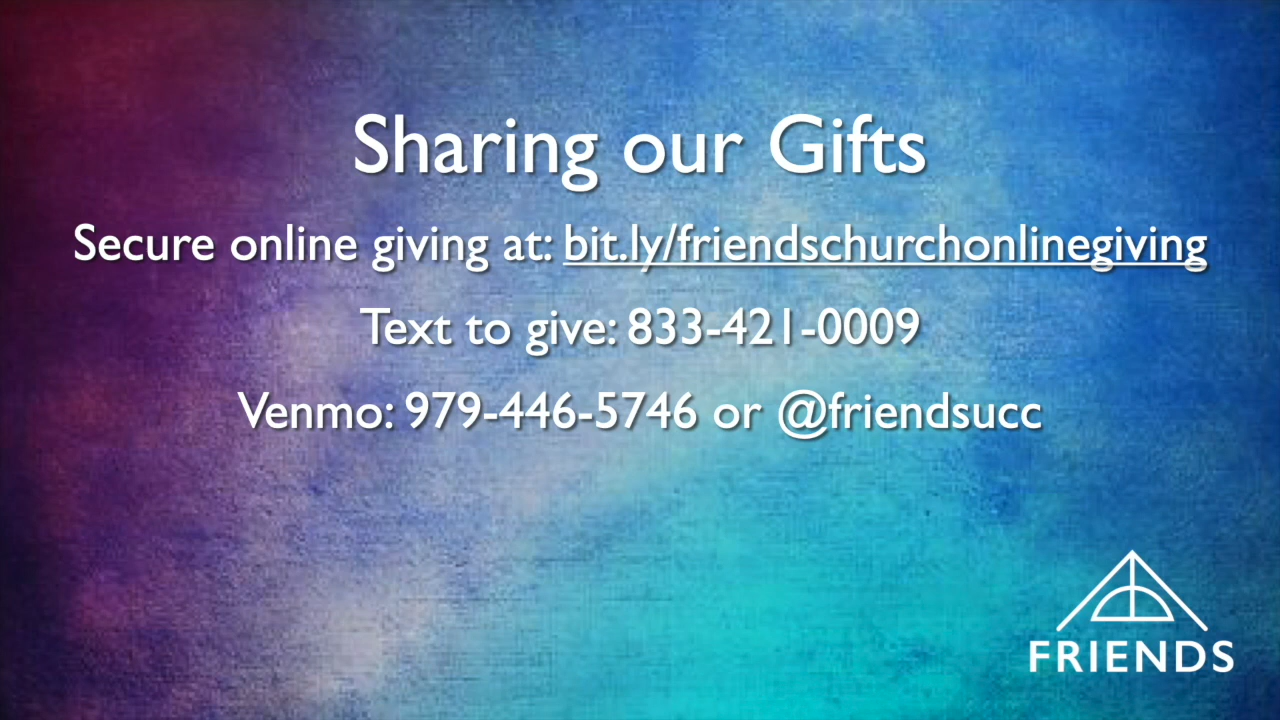 Sharing our Gifts
Secure online giving at: bit.ly/friendschurchonlinegiving
Text to give: 833-421-0009
Venmo: 979-446-5746 or @friendsucc
FRIENDS